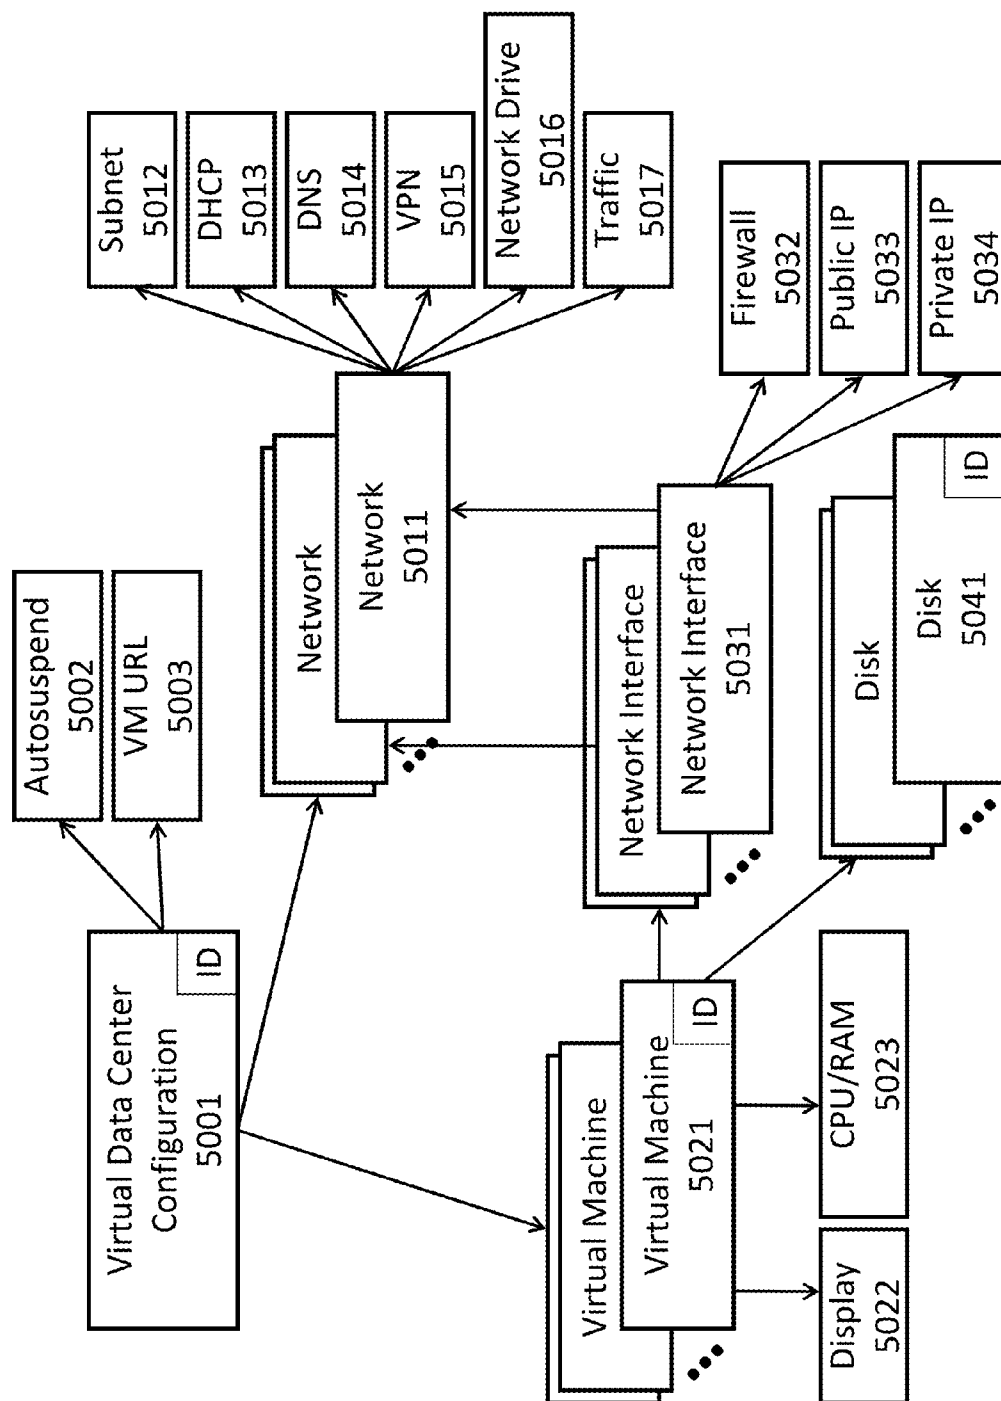 Virtual Data Center
Configuration
5001
ID
Autosuspend
5002
VM URL
5003
Network
Network
5011
Subnet
5012
DHCP
5013
DNS
5014
VPN
5015
Network Drive
5016
Traffic
5017
Virtual Machine
Virtual Machine
5021
ID
Display
5022
CPU/RAM
5023
Network Interface
Network Interface
5031
Firewall
5032
Public IP
5033
Private IP
5034
Disk
Disk
5041
ID